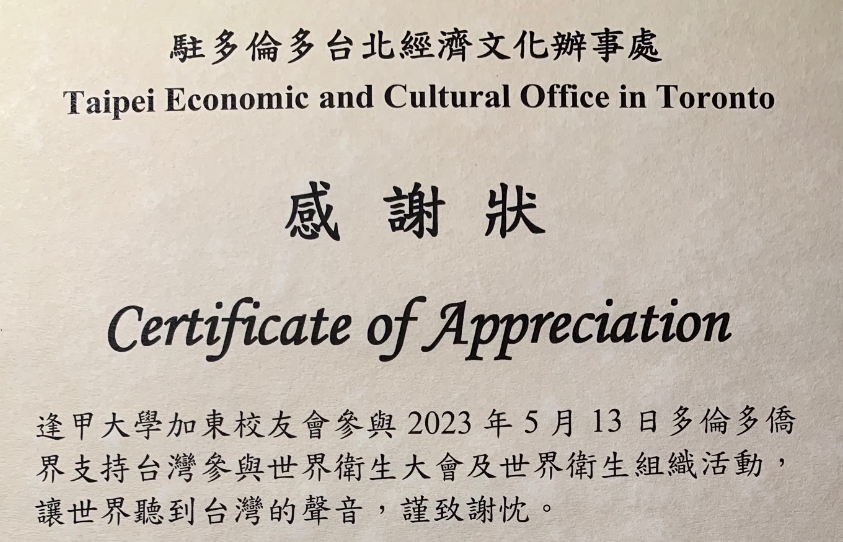 駐多倫多台北經濟文化辦事處
Taipei Economic and Cultural Office in Toronto
感謝狀
Certificate of Appreciation
逢甲大學加東校友會參與 2023 年 5 月 13 日多倫多僑
界支持台灣參與世界衛生大會及世界衛生組織活動，
讓世界聽到台灣的聲音，謹致謝忱。